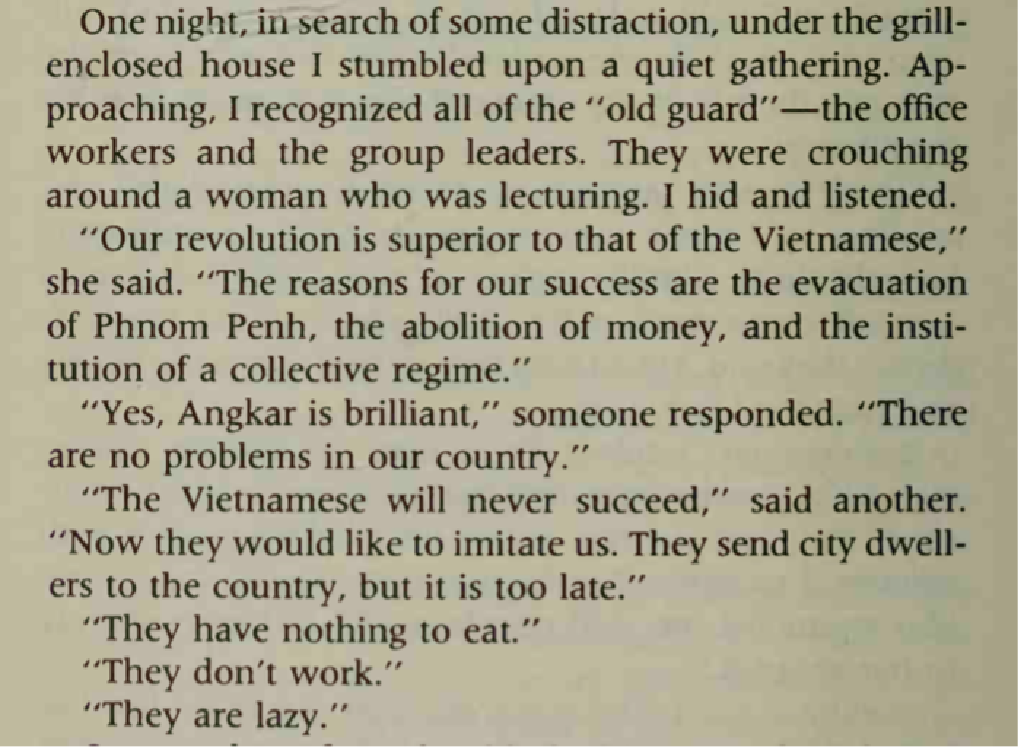 One night, in search of some distraction, under the grill-
enclosed house I stumbled upon a quiet gathering. Ap-
proaching, I recognized all of the “old guard”—the office
workers and the group leaders. They were crouching
around a woman who was lecturing. I hid and listened.
“Our revolution is superior to that of the Vietnamese,”
she said. “The reasons for our success are the evacuation
of Phnom Penh, the abolition of money, and the insti-
tution of a collective regime.”
“Yes, Angkar is brilliant,” someone responded. “There
are no problems in our country.”
“The Vietnamese will never succeed,” said another.
“Now they would like to imitate us. They send city dwell-
ers to the country, but it is too late.”
“They have nothing to eat.”
“They don’t work.”
“They are lazy.”